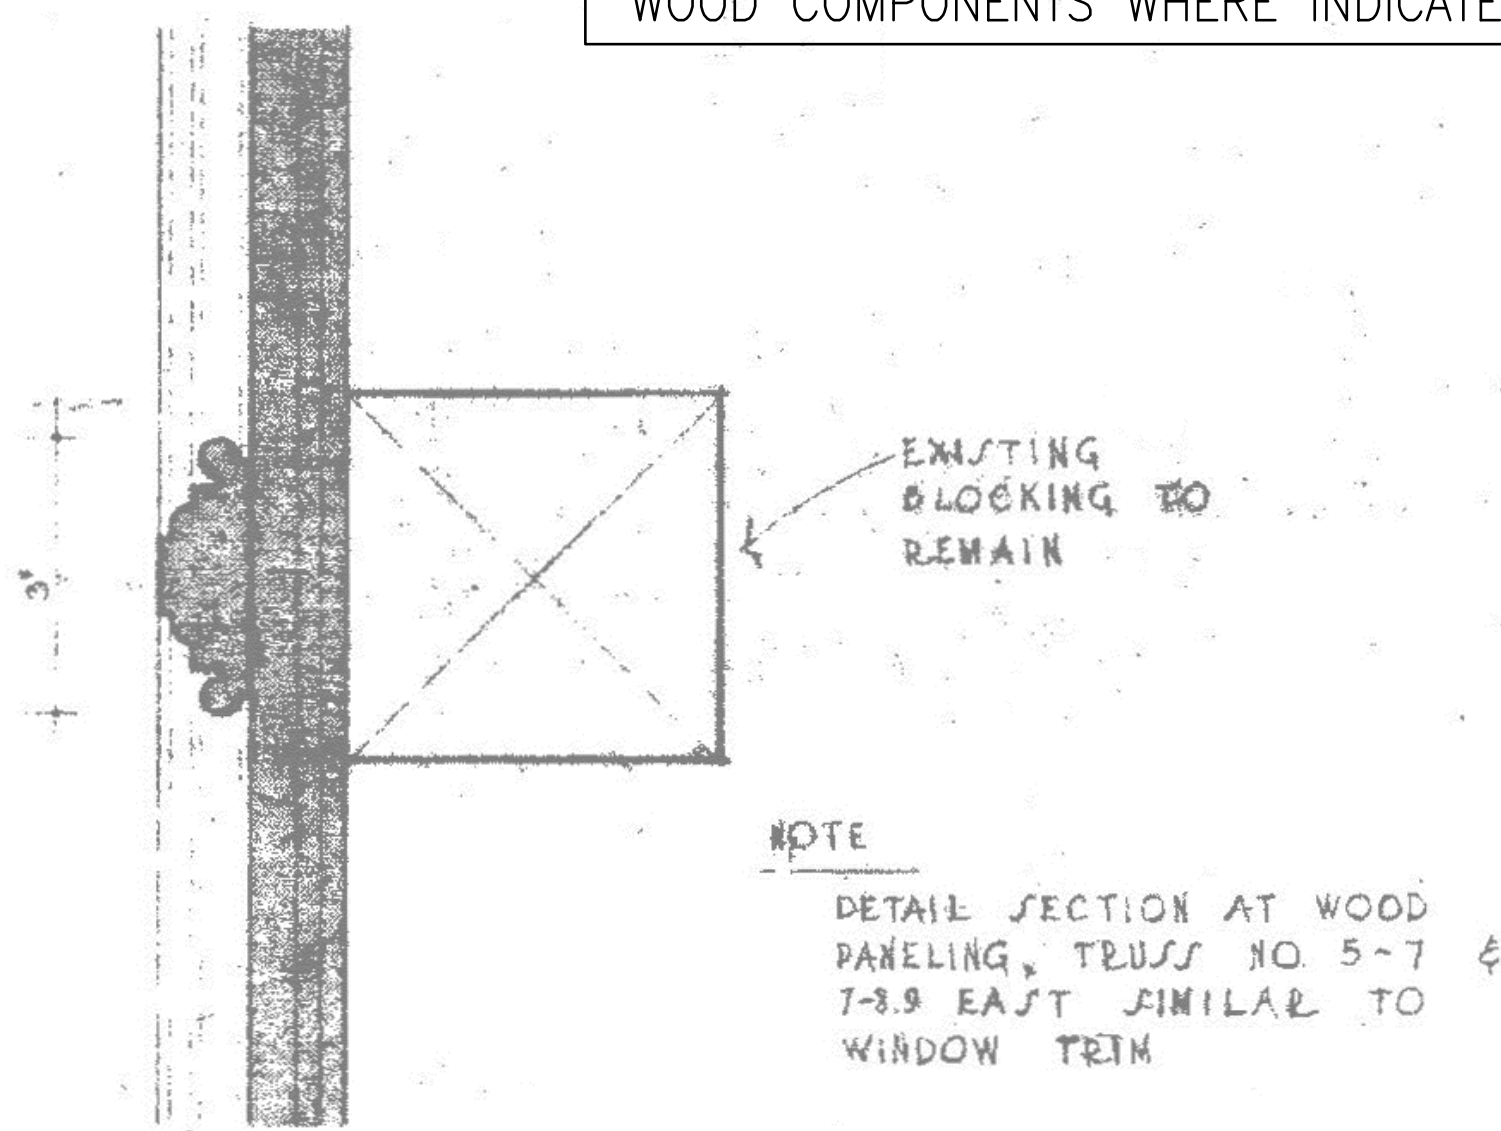 WOOD COMPONENTS WHERE INDICATE
EXISTING
BLOCKING TO
REMAIN
3"
NOTE
DETAIL SECTION AT WOOD
PANELING, TRUSS NO. 5~7 &
7-8.9 EAST SIMILAR TO
WINDOW TRIM